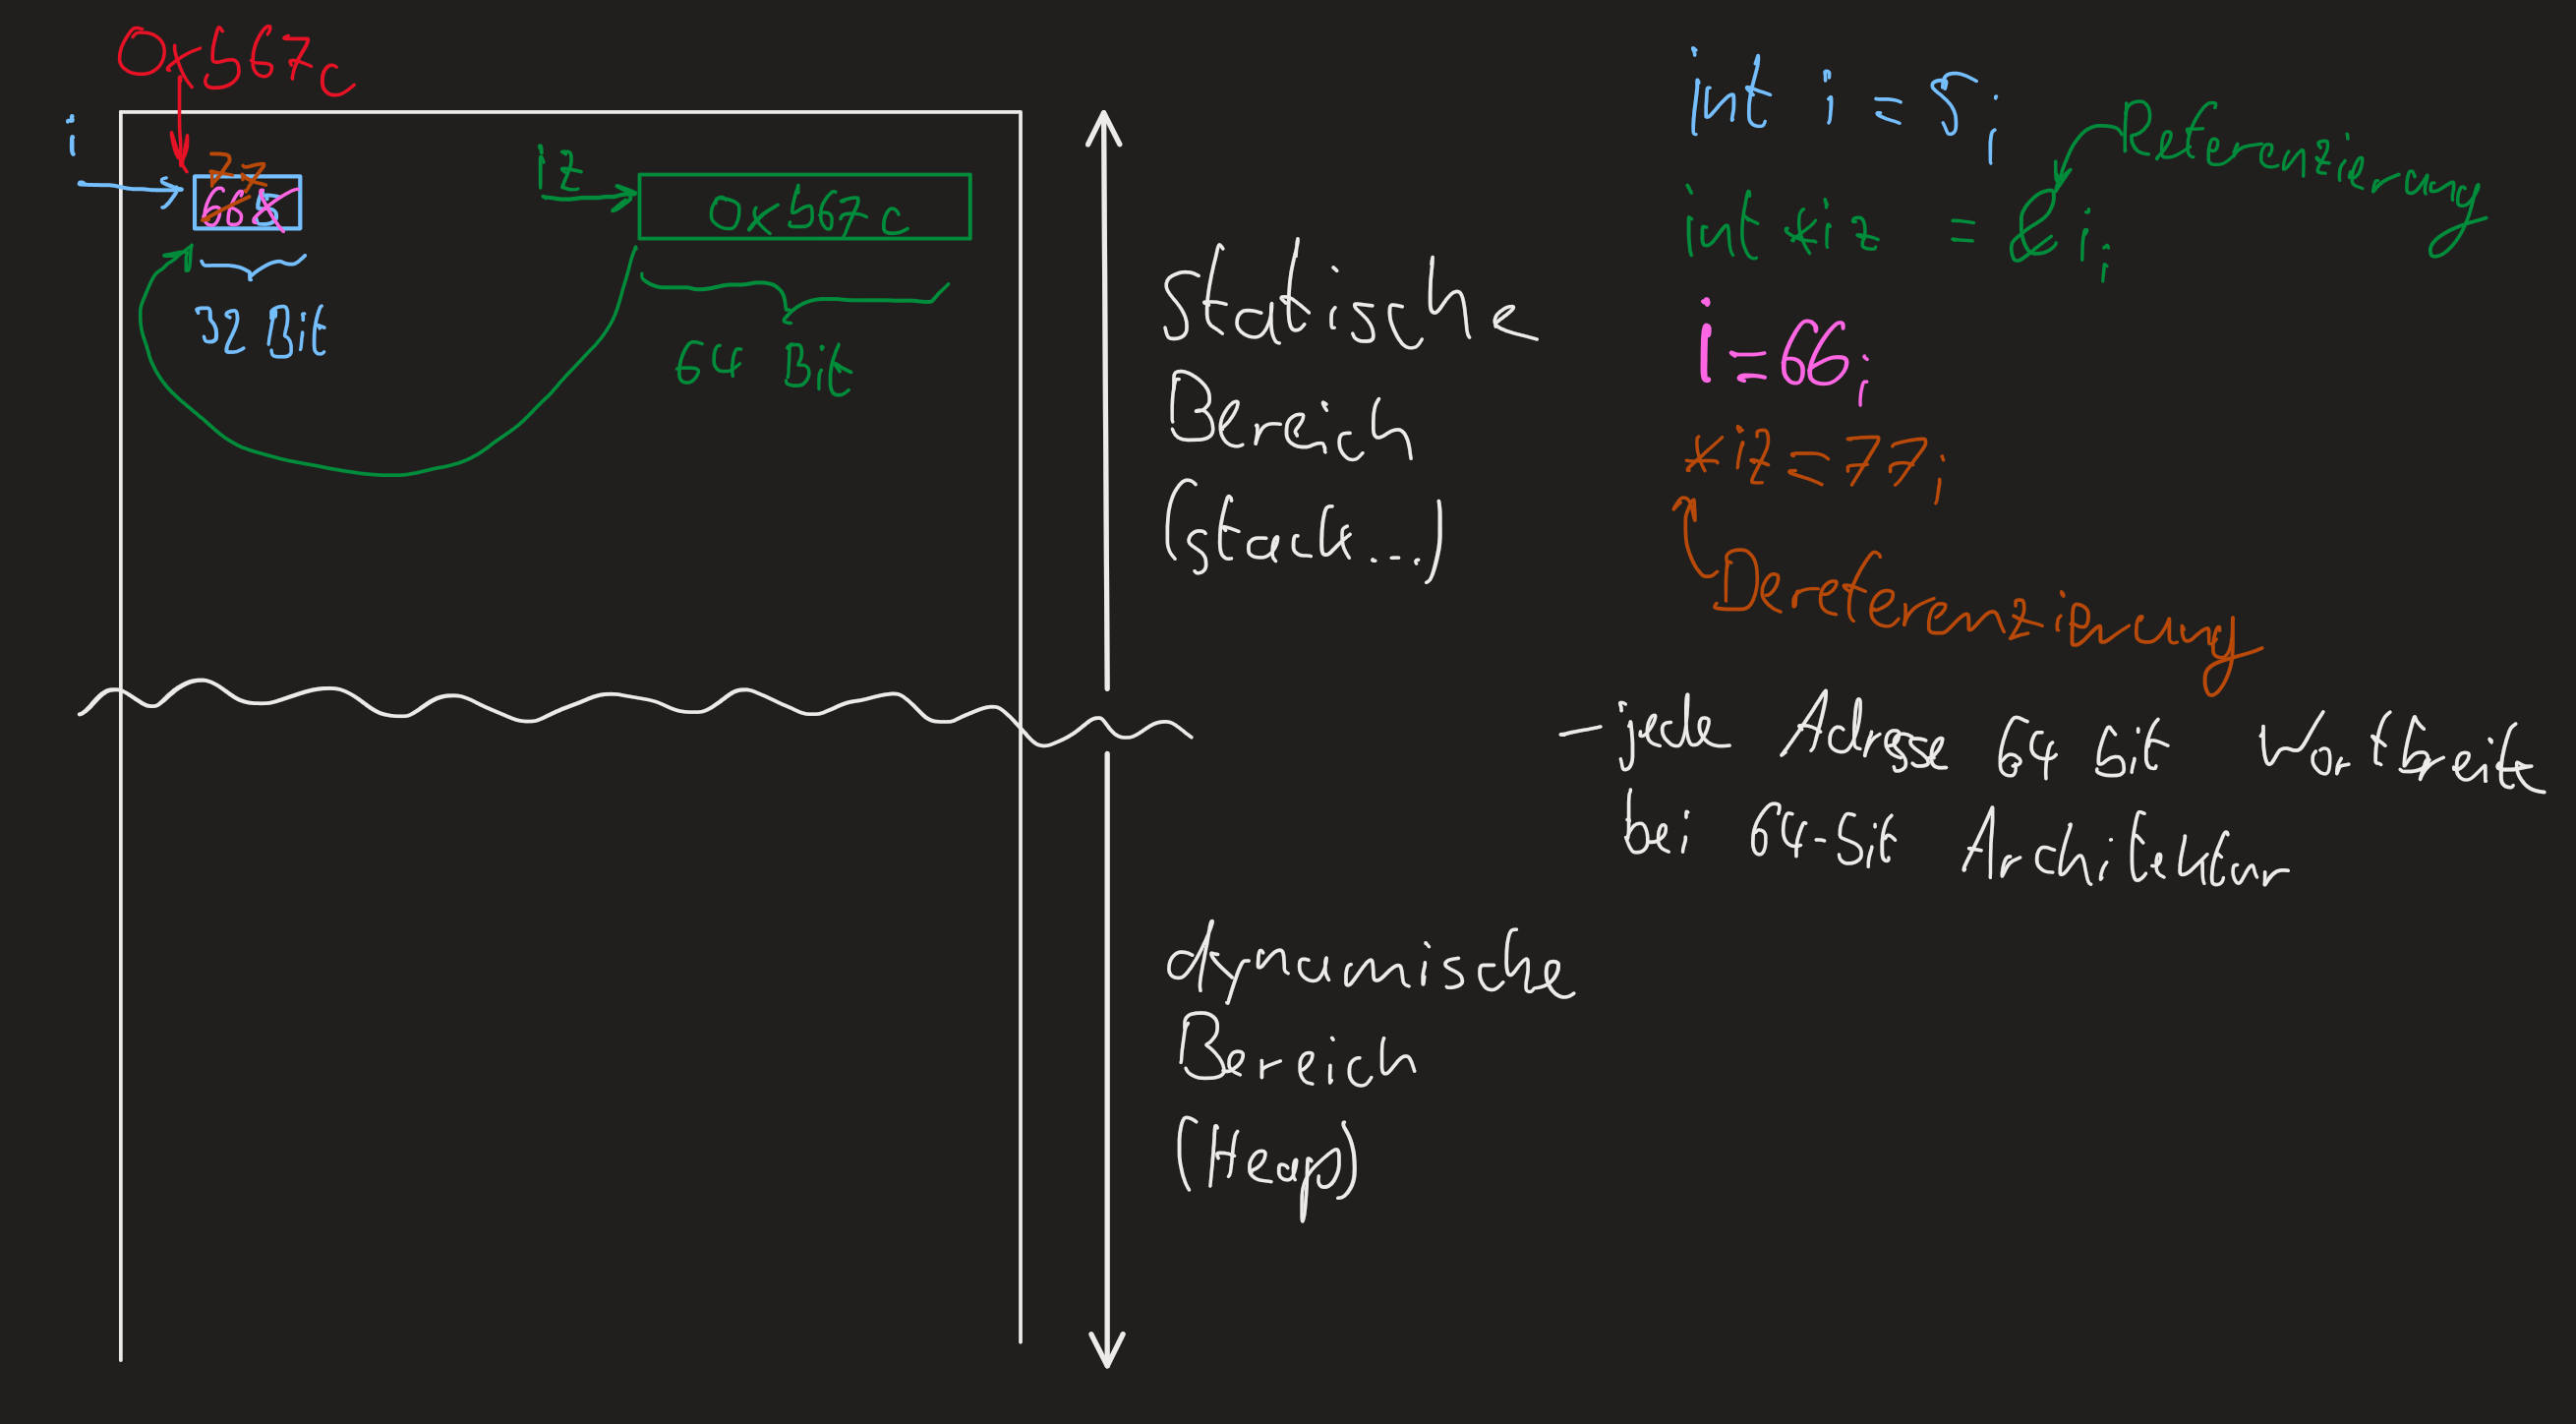 0x567c
i
77
665
32 Bit
iz
0x567c
64 Bit
statische
Bereich
(stack...)
dynamische
Bereich
(Heap)
int i = 5;
Referenzierung
int *iz = &i;
i=66;
*iz=77;
Dereferenzierung
- jede Adresse 64 bit Wortbreite
bei 64-bit Architektur